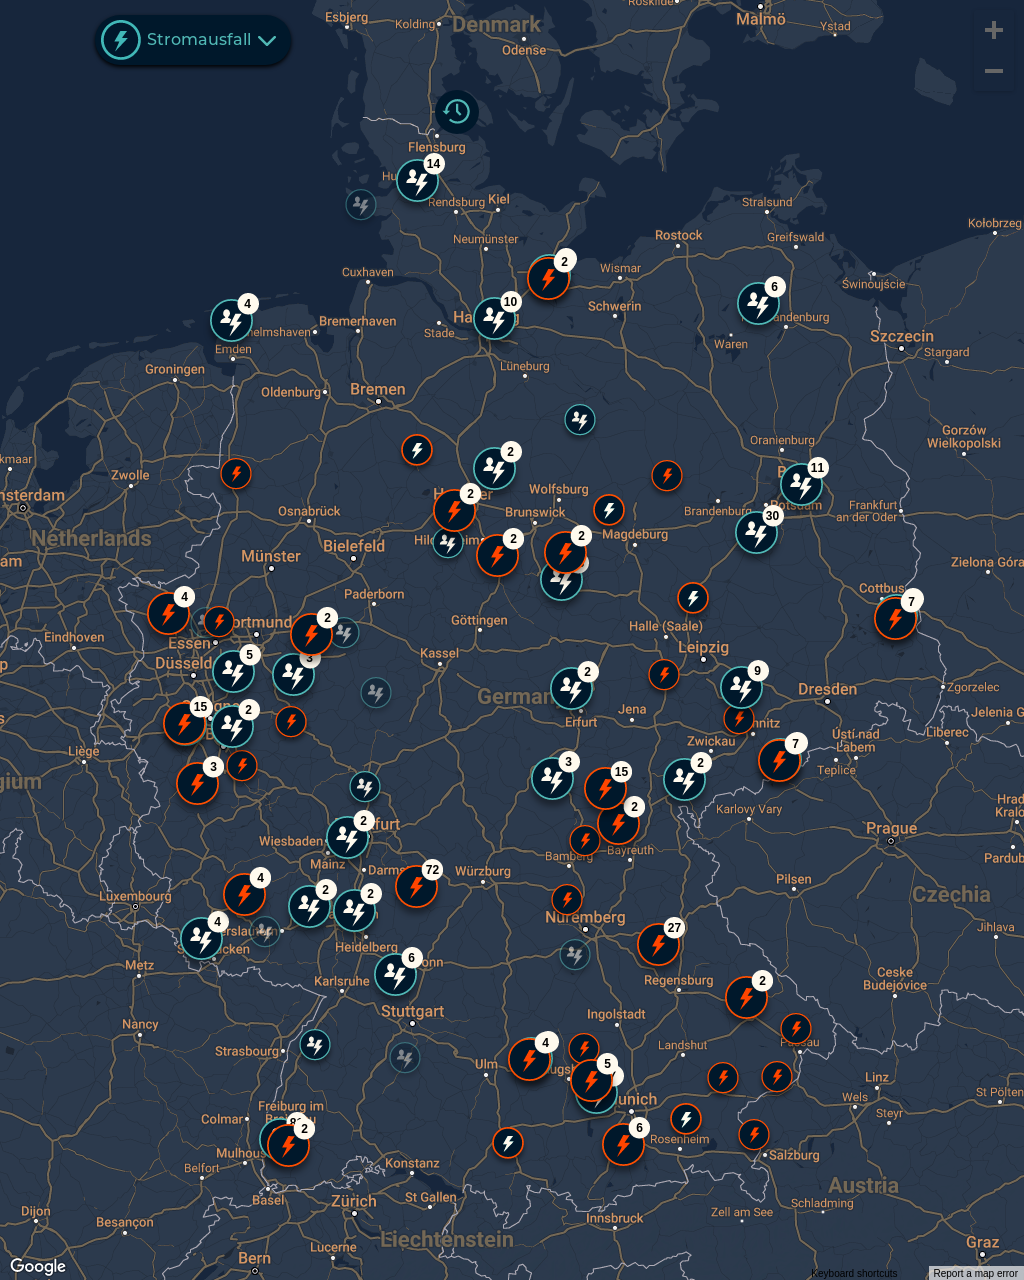 Esbjerg
Kolding
Denmark
Roskilde
Malmö
Ystad
Odense
Stromausfall
Flensburg
14
Rendsburg
Kiel
Stralsund
Kołobrzeg
Neumünster
Rostock
Greifswald
2
Cuxhaven
Wismar
Świnoujście
6
4
10
Schwerin
Bremerhaven
Stade
Szczecin
Waren
Emden
Stargard
Groningen
Lüneburg
Oldenburg
Bremen
Gorzów
Wielkopolski
Oranienburg
2
11
Zwolle
2
Wolfsburg
Osnabrück
Brunswick
Brandenburg
Potsdam
Frankfurt
an der Oder
30
Netherlands
2
2
Magdeburg
Münster
Bielefeld
Zielona Góra
Cottbus
4
Paderborn
7
2
Göttingen
Halle (Saale)
Eindhoven
Essen
Leipzig
Kassel
5
3
Düsseld
2
9
Germany
Dresden
Zgorzelec
15
2
Erfurt
Jena
Jelenia G
Liberec
Zwickau
Ústí nad
Labem
Liège
7
Teplice
3
3
15
2
2
Karlovy Vary
2
Wiesbaden
Prague
Mainz
Bamberg
Bayreuth
Darms
72
Würzburg
4
Pilsen
2
2
Luxembourg
Czechia
4
Nuremberg
27
Jihlava
Heidelberg
6
Metz
Karlsruhe
Regensburg
2
Ceske
Budejovice
Stuttgart
Ingolstadt
Nancy
4
Passau
Strasbourg
Ulm
Landshut
5
Linz
Freiburg im
Wels
St Pölten
Colmar
2
6
Steyr
Rosenheim
Mulhous
Salzburg
Belfort
Konstanz
Basel
Zürich
St Gallen
Austria
Dijon
Besançon
Schladming
Zell am See
Innsbruck
Liechtenstein
Lucerne
Graz
Bern
Google
Keyboard shortcuts
Report a map error